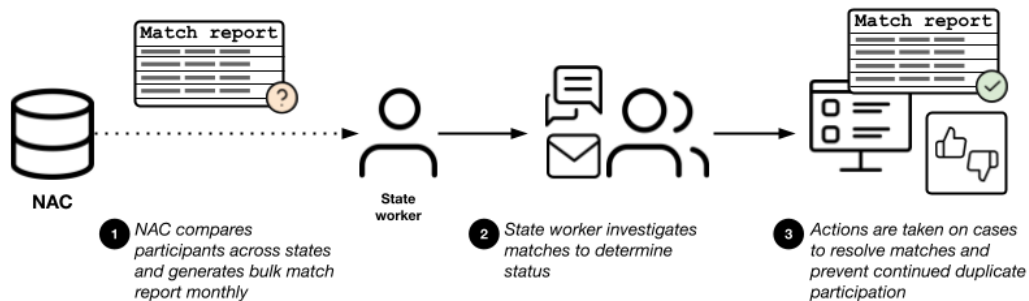 Match report
?
NAC
State
worker
1 NAC compares
participants across states
and generates bulk match
report monthly
2 State worker investigates
matches to determine
status
Match report
3 Actions are taken on cases
to resolve matches and
prevent continued duplicate
participation